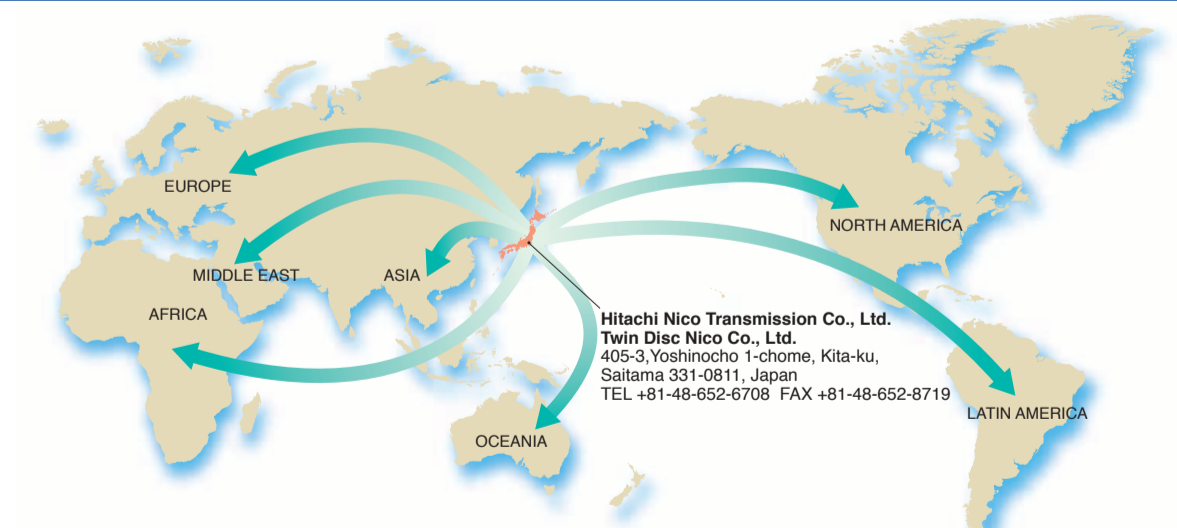 EUROPE
NORTH AMERICA
MIDDLE EAST
ASIA
AFRICA
Hitachi Nico Transmission Co., Ltd.
Twin Disc Nico Co., Ltd.
405-3,Yoshinocho 1-chome, Kita-ku,
Saitama 331-0811, Japan
TEL +81-48-652-6708  FAX +81-48-652-8719
LATIN AMERICA
OCEANIA